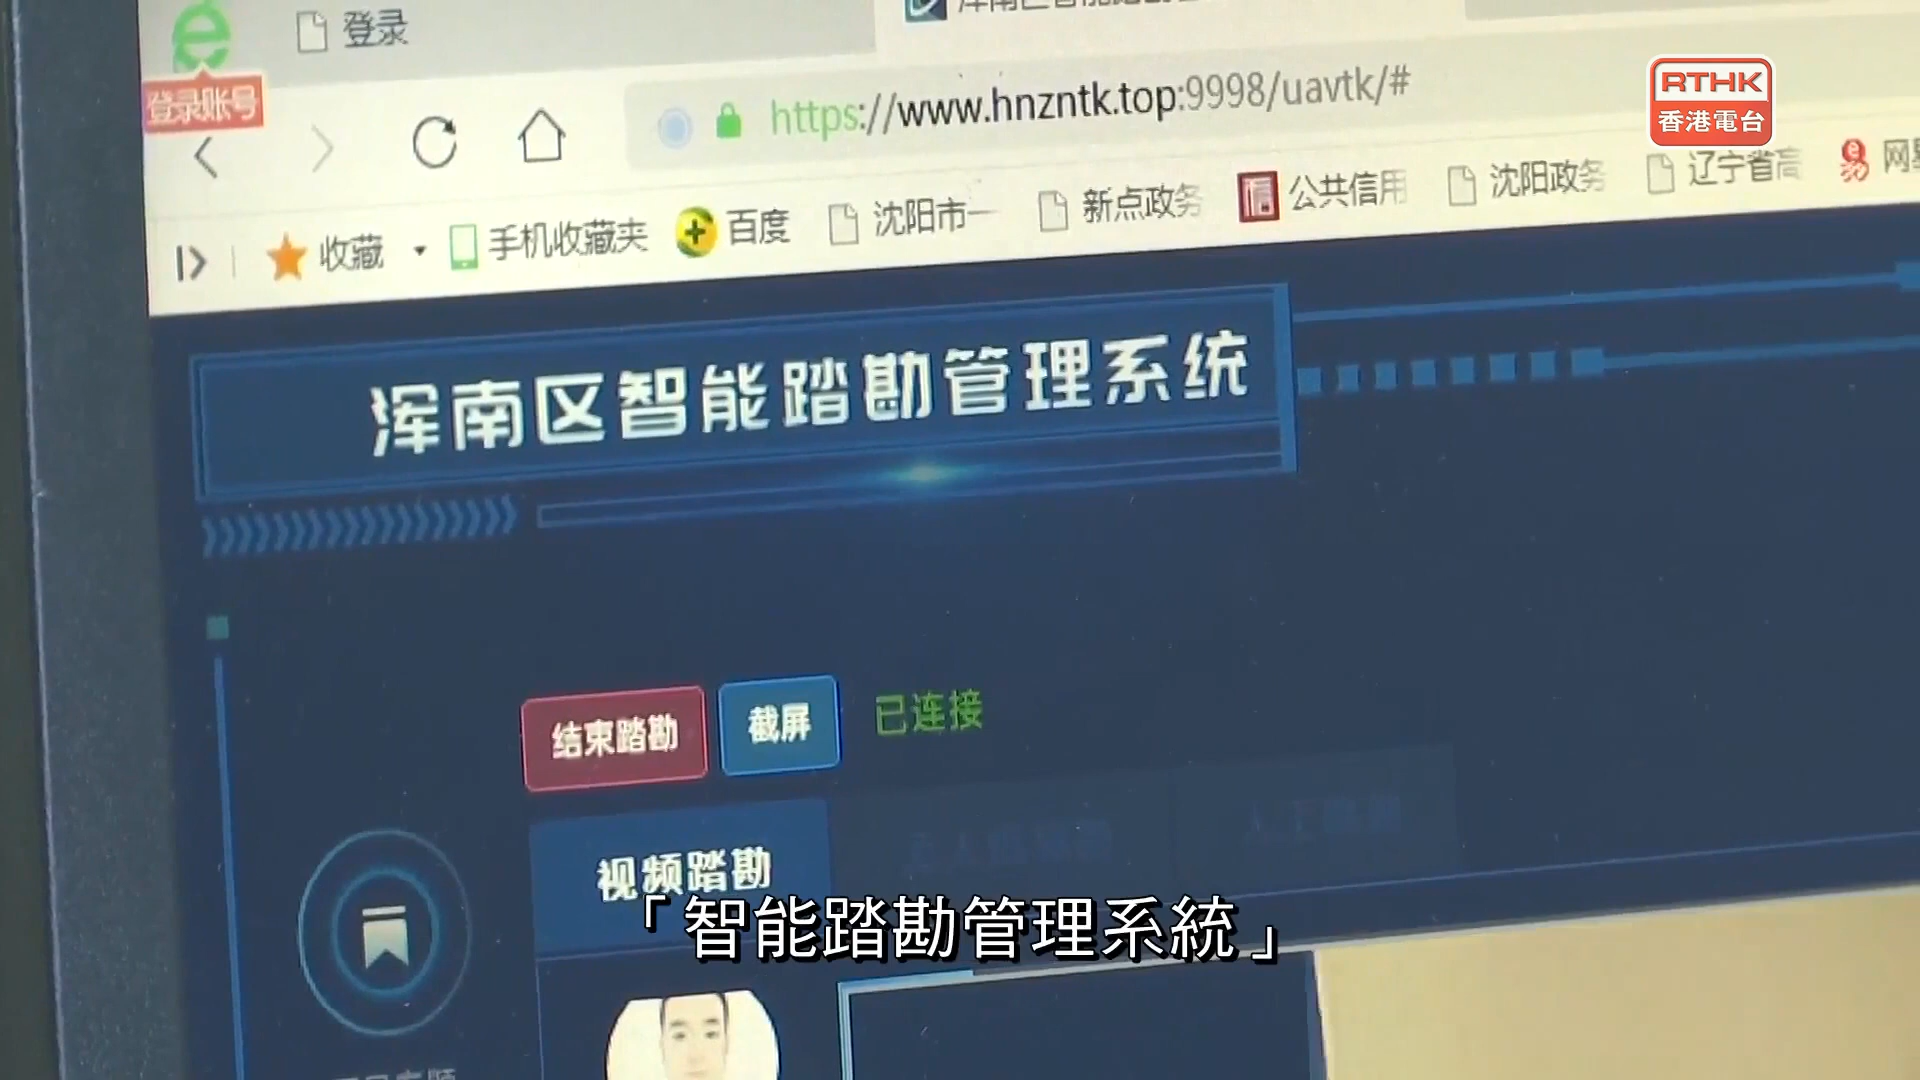 登录
RTHK
香港電台
登录账号
https://www.hnzntk.top:9998/uavtk/#
收藏 手机收藏夹 百度 沈阳市一 新点政务 公共信用 沈阳政务 辽宁省高
浑南区智能踏勘管理系统
结束踏勘 截屏 已连接
视频踏勘
「智能踏勘管理系統」